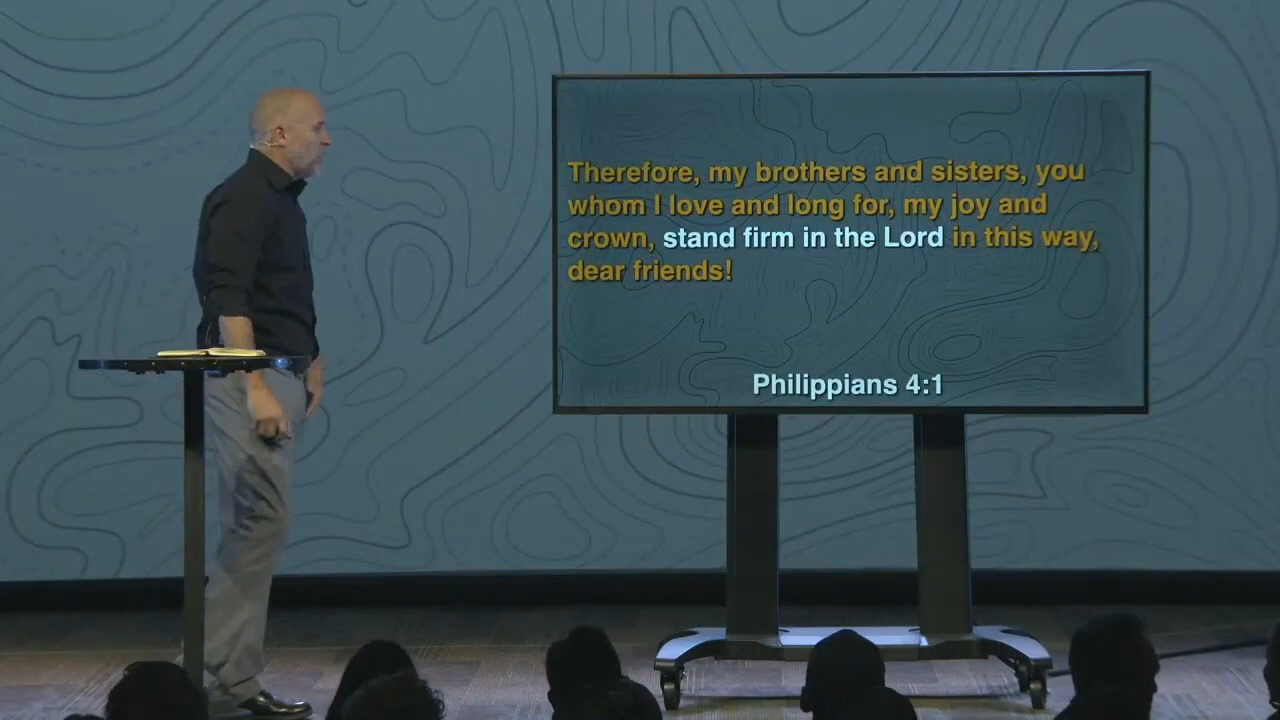 Therefore, my brothers and sisters, you
whom I love and long for, my joy and
crown, stand firm in the Lord in this way,
dear friends!
Philippians 4:1